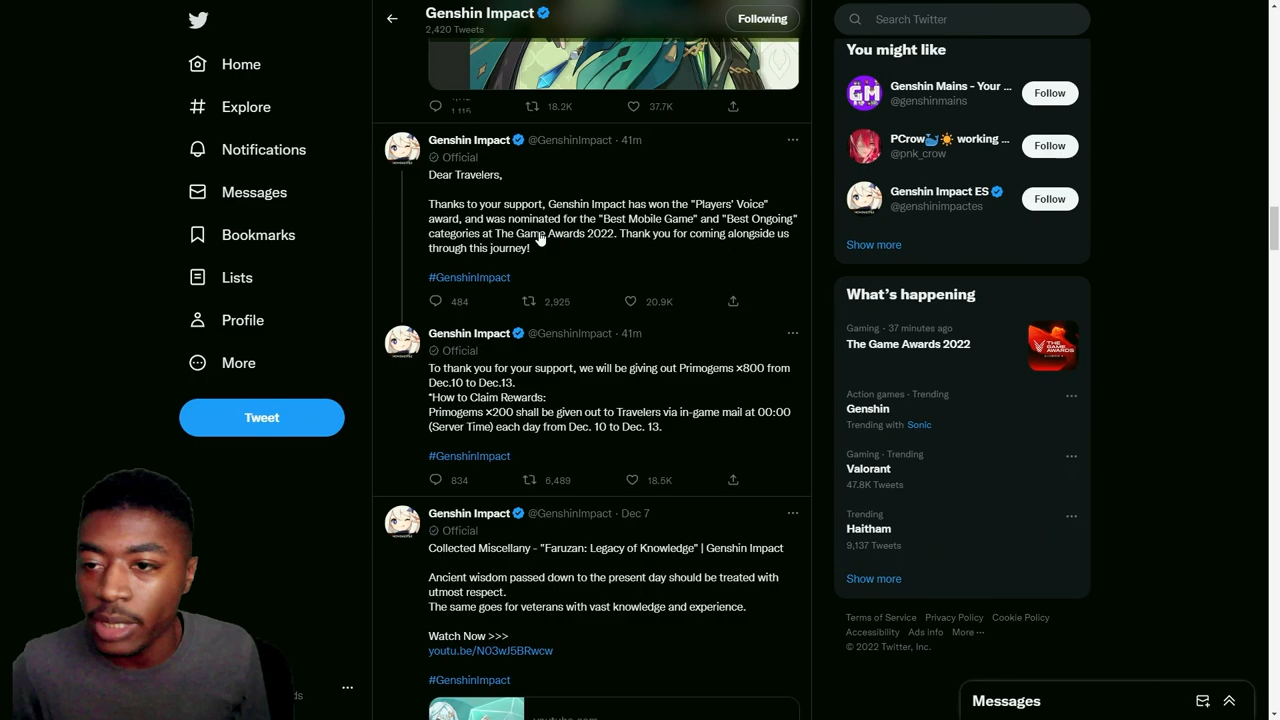 Genshin Impact
2,420 Tweets
Following
Search Twitter
Home
Explore
Notifications
Messages
Bookmarks
Lists
Profile
More
Tweet
1,115
18.2K
37.7K
Genshin Impact @GenshinImpact · 41m
Official
Dear Travelers,
Thanks to your support, Genshin Impact has won the "Players' Voice"
award, and was nominated for the "Best Mobile Game" and "Best Ongoing"
categories at The Game Awards 2022. Thank you for coming alongside us
through this journey!
#GenshinImpact
484 2,925 20.9K
Genshin Impact @GenshinImpact · 41m
Official
To thank you for your support, we will be giving out Primogems ×800 from
Dec.10 to Dec.13.
*How to Claim Rewards:
Primogems ×200 shall be given out to Travelers via in-game mail at 00:00
(Server Time) each day from Dec. 10 to Dec. 13.
#GenshinImpact
834 6,489 18.5K
Genshin Impact @GenshinImpact · Dec 7
Official
Collected Miscellany - "Faruzan: Legacy of Knowledge" | Genshin Impact
Ancient wisdom passed down to the present day should be treated with
utmost respect.
The same goes for veterans with vast knowledge and experience.
Watch Now >>>
youtu.be/N03wJ5BRwcw
#GenshinImpact
You might like
GM
Genshin Mains - Your ...
@genshinmains
Follow
PCrow🐳☀️ working ...
@pnk_crow
Follow
Genshin Impact ES
@genshinimpactes
Follow
Show more
What's happening
Gaming · 37 minutes ago
The Game Awards 2022
THE GAME AWARDS
Action games · Trending
Genshin
Trending with Sonic
Gaming · Trending
Valorant
47.8K Tweets
Trending
Haitham
9,137 Tweets
Show more
Terms of Service Privacy Policy Cookie Policy
Accessibility Ads info More ···
© 2022 Twitter, Inc.
Messages